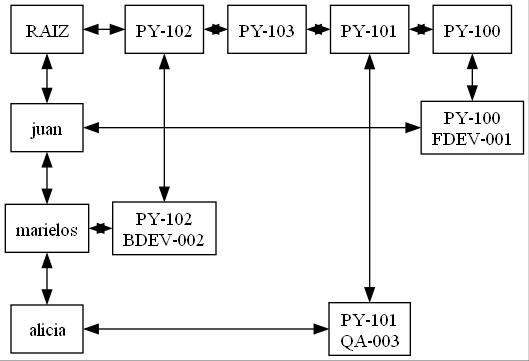 RAIZ
PY-102
PY-103
PY-101
PY-100
juan
PY-100
FDEV-001
marielos
PY-102
BDEV-002
alicia
PY-101
QA-003